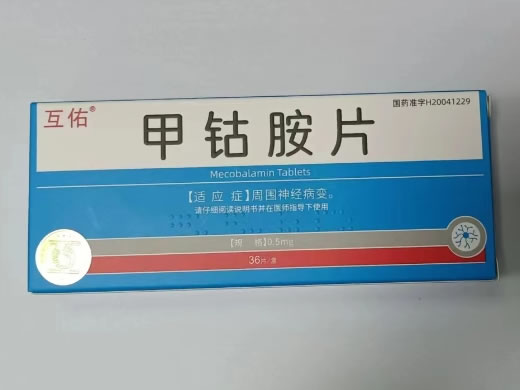 互佑®
国药准字H20041229
甲钴胺片
Mecobalamin Tablets
【适 应 症】周围神经病变。
请仔细阅读说明书并在医师指导下使用
【规 格】0.5mg
36片/盒